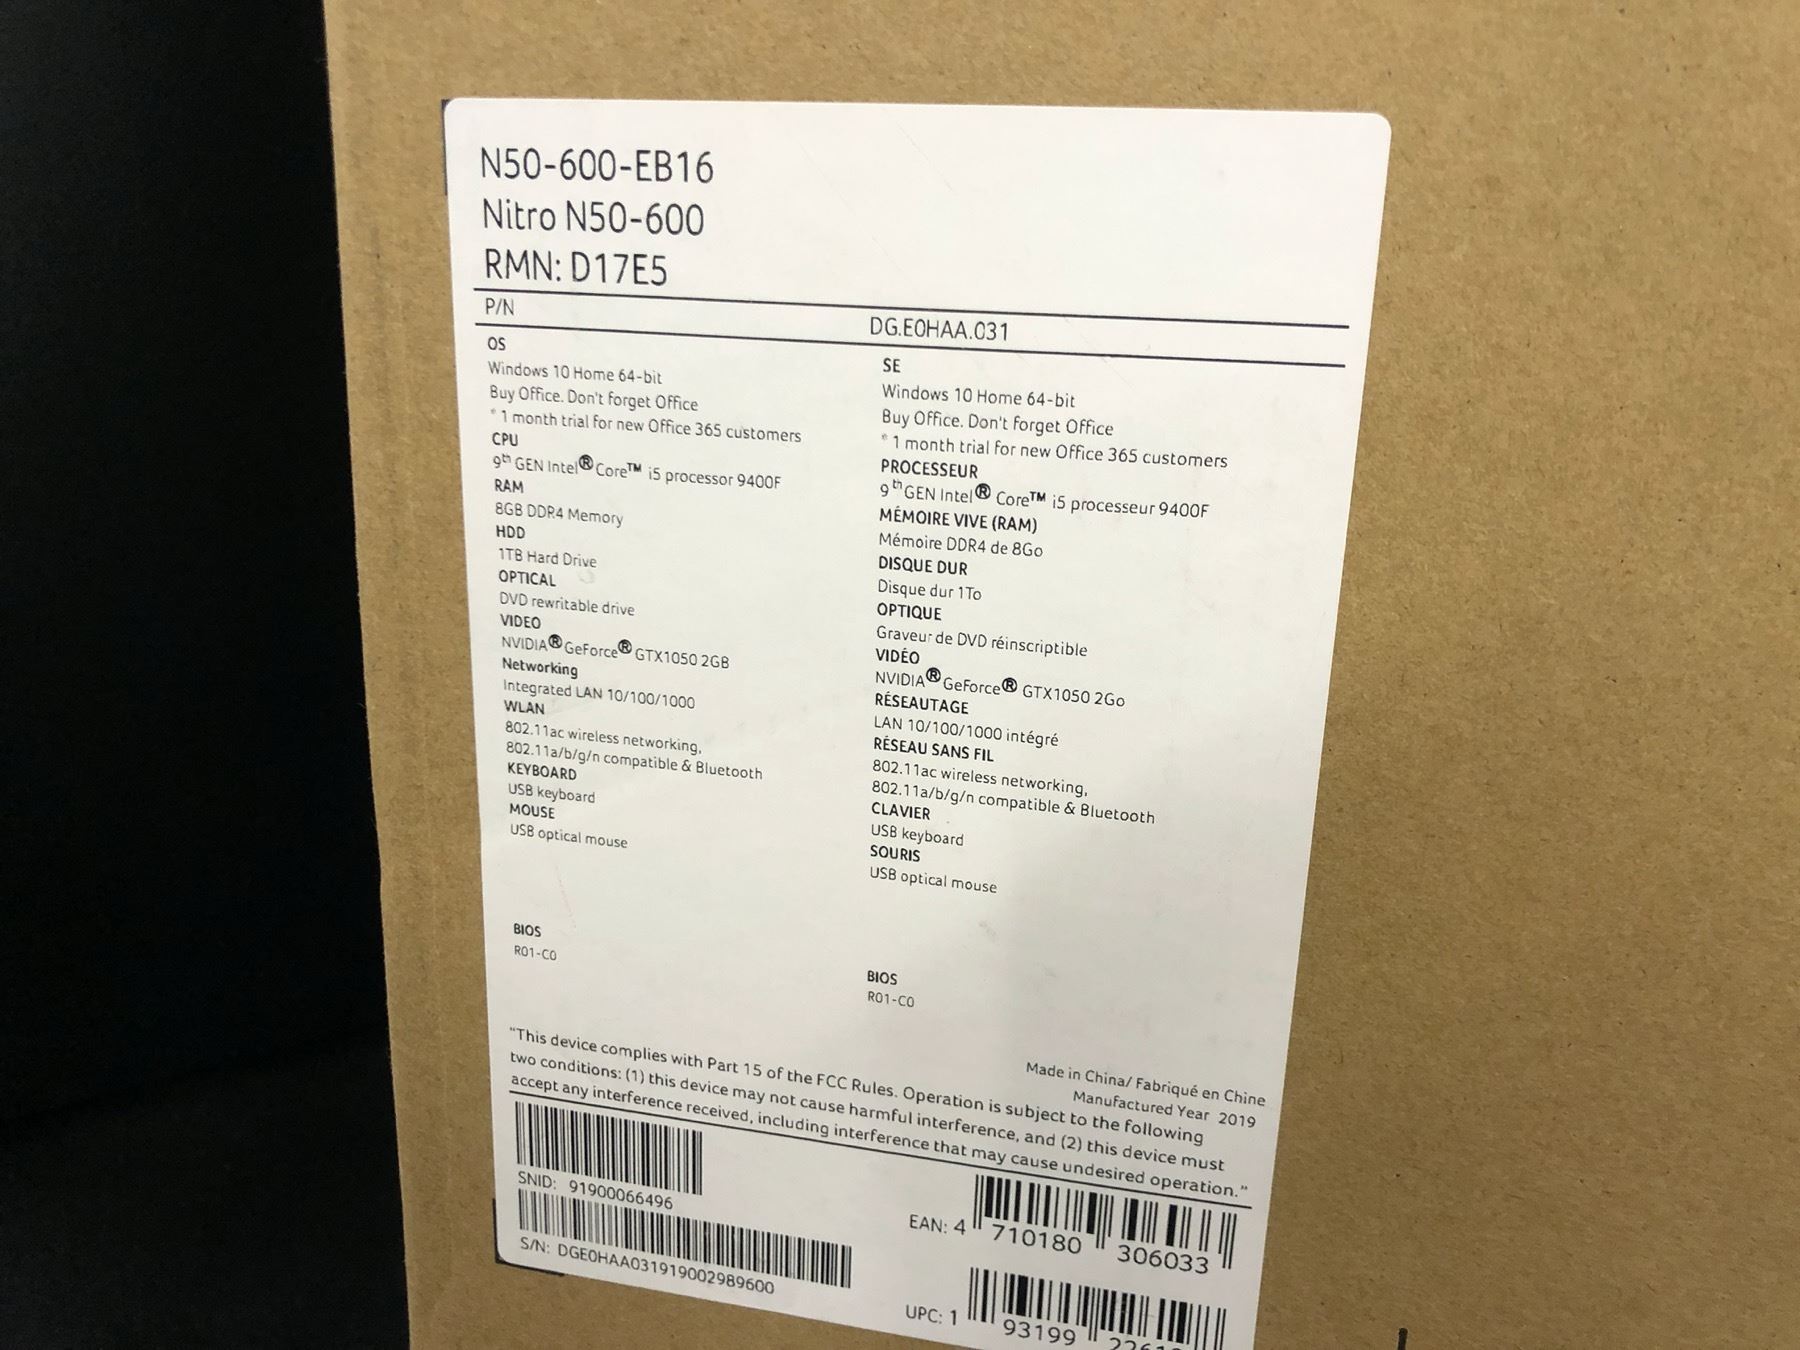 N50-600-EB16
Nitro N50-600
RMN: D17E5
P/N
DG.E0HAA.031
OS
Windows 10 Home 64-bit
Buy Office. Don't forget Office
* 1 month trial for new Office 365 customers
CPU
9th GEN Intel® Core™ i5 processor 9400F
RAM
8GB DDR4 Memory
HDD
1TB Hard Drive
OPTICAL
DVD rewritable drive
VIDEO
NVIDIA® GeForce® GTX1050 2GB
Networking
Integrated LAN 10/100/1000
WLAN
802.11ac wireless networking,
802.11a/b/g/n compatible & Bluetooth
KEYBOARD
USB keyboard
MOUSE
USB optical mouse
BIOS
R01-C0
SE
Windows 10 Home 64-bit
Buy Office. Don't forget Office
* 1 month trial for new Office 365 customers
PROCESSEUR
9th GEN Intel® Core™ i5 processeur 9400F
MÉMOIRE VIVE (RAM)
Mémoire DDR4 de 8Go
DISQUE DUR
Disque dur 1To
OPTIQUE
Graveur de DVD réinscriptible
VIDÉO
NVIDIA® GeForce® GTX1050 2Go
RÉSEAUTAGE
LAN 10/100/1000 intégré
RÉSEAU SANS FIL
802.11ac wireless networking,
802.11a/b/g/n compatible & Bluetooth
CLAVIER
USB keyboard
SOURIS
USB optical mouse
BIOS
R01-C0
Made in China/ Fabriqué en Chine
Manufactured Year 2019
"This device complies with Part 15 of the FCC Rules. Operation is subject to the following
two conditions: (1) this device may not cause harmful interference, and (2) this device must
accept any interference received, including interference that may cause undesired operation."
SNID: 91900066496
S/N: DGE0HAA031919002989600
EAN: 4 710180 306033
UPC: 1 93199